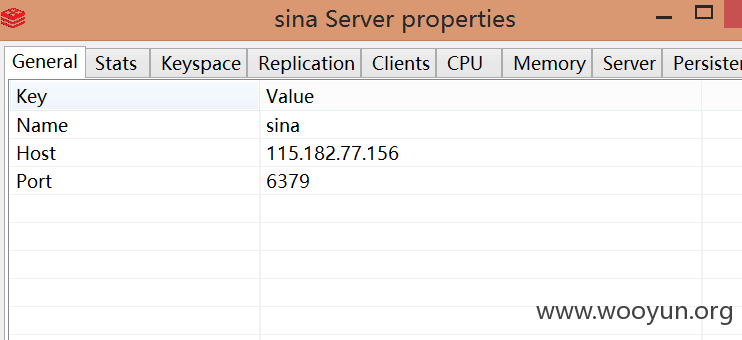 sina Server properties
General Stats Keyspace Replication Clients CPU Memory Server Persister
Key Value
Name sina
Host 115.182.77.156
Port 6379
www.wooyun.org